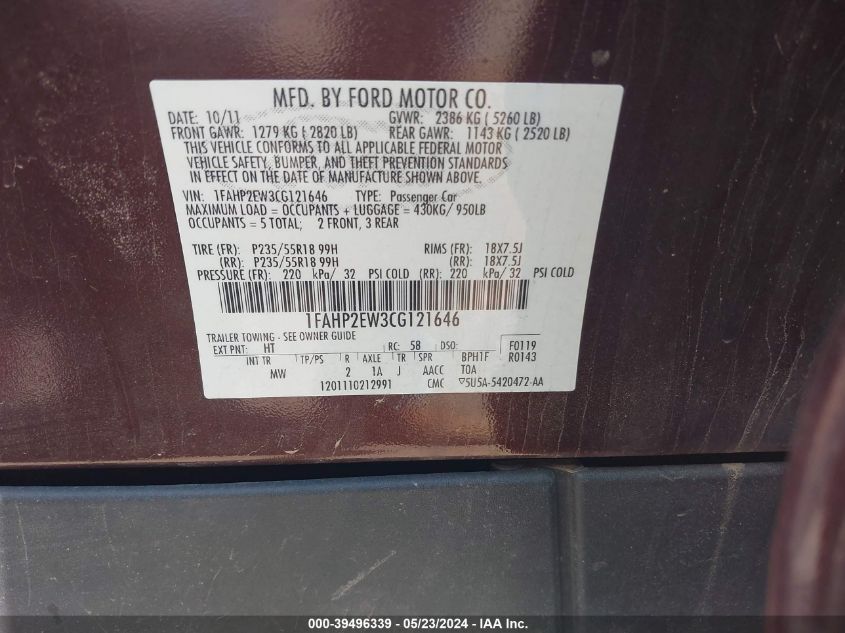 MFD. BY FORD MOTOR CO.
DATE: 10/11 GVWR: 2386 KG ( 5260 LB)
FRONT GAWR: 1279 KG ( 2820 LB) REAR GAWR: 1143 KG ( 2520 LB)
THIS VEHICLE CONFORMS TO ALL APPLICABLE FEDERAL MOTOR
VEHICLE SAFETY, BUMPER, AND THEFT PREVENTION STANDARDS
IN EFFECT ON THE DATE OF MANUFACTURE SHOWN ABOVE.
VIN: 1FAHP2EW3CG121646 TYPE: Passenger Car
MAXIMUM LOAD = OCCUPANTS + LUGGAGE = 430KG/ 950LB
OCCUPANTS = 5 TOTAL; 2 FRONT, 3 REAR
TIRE (FR): P235/55R18 99H RIMS (FR): 18X7.5J
(RR): P235/55R18 99H (RR): 18X7.5J
PRESSURE (FR): 220 kPa/ 32 PSI COLD (RR): 220 kPa/ 32 PSI COLD
1FAHP2EW3CG121646
TRAILER TOWING - SEE OWNER GUIDE
EXT PNT: HT RC: 58 DSO: F0119
INT TR TP/PS R AXLE TR SPR BPH1F R0143
MW 2 1A J AACC TOA
1201110212991 CMC ▽5U5A-5420472-AA
000-39496339 / 05/23/2024 - IAA Inc.